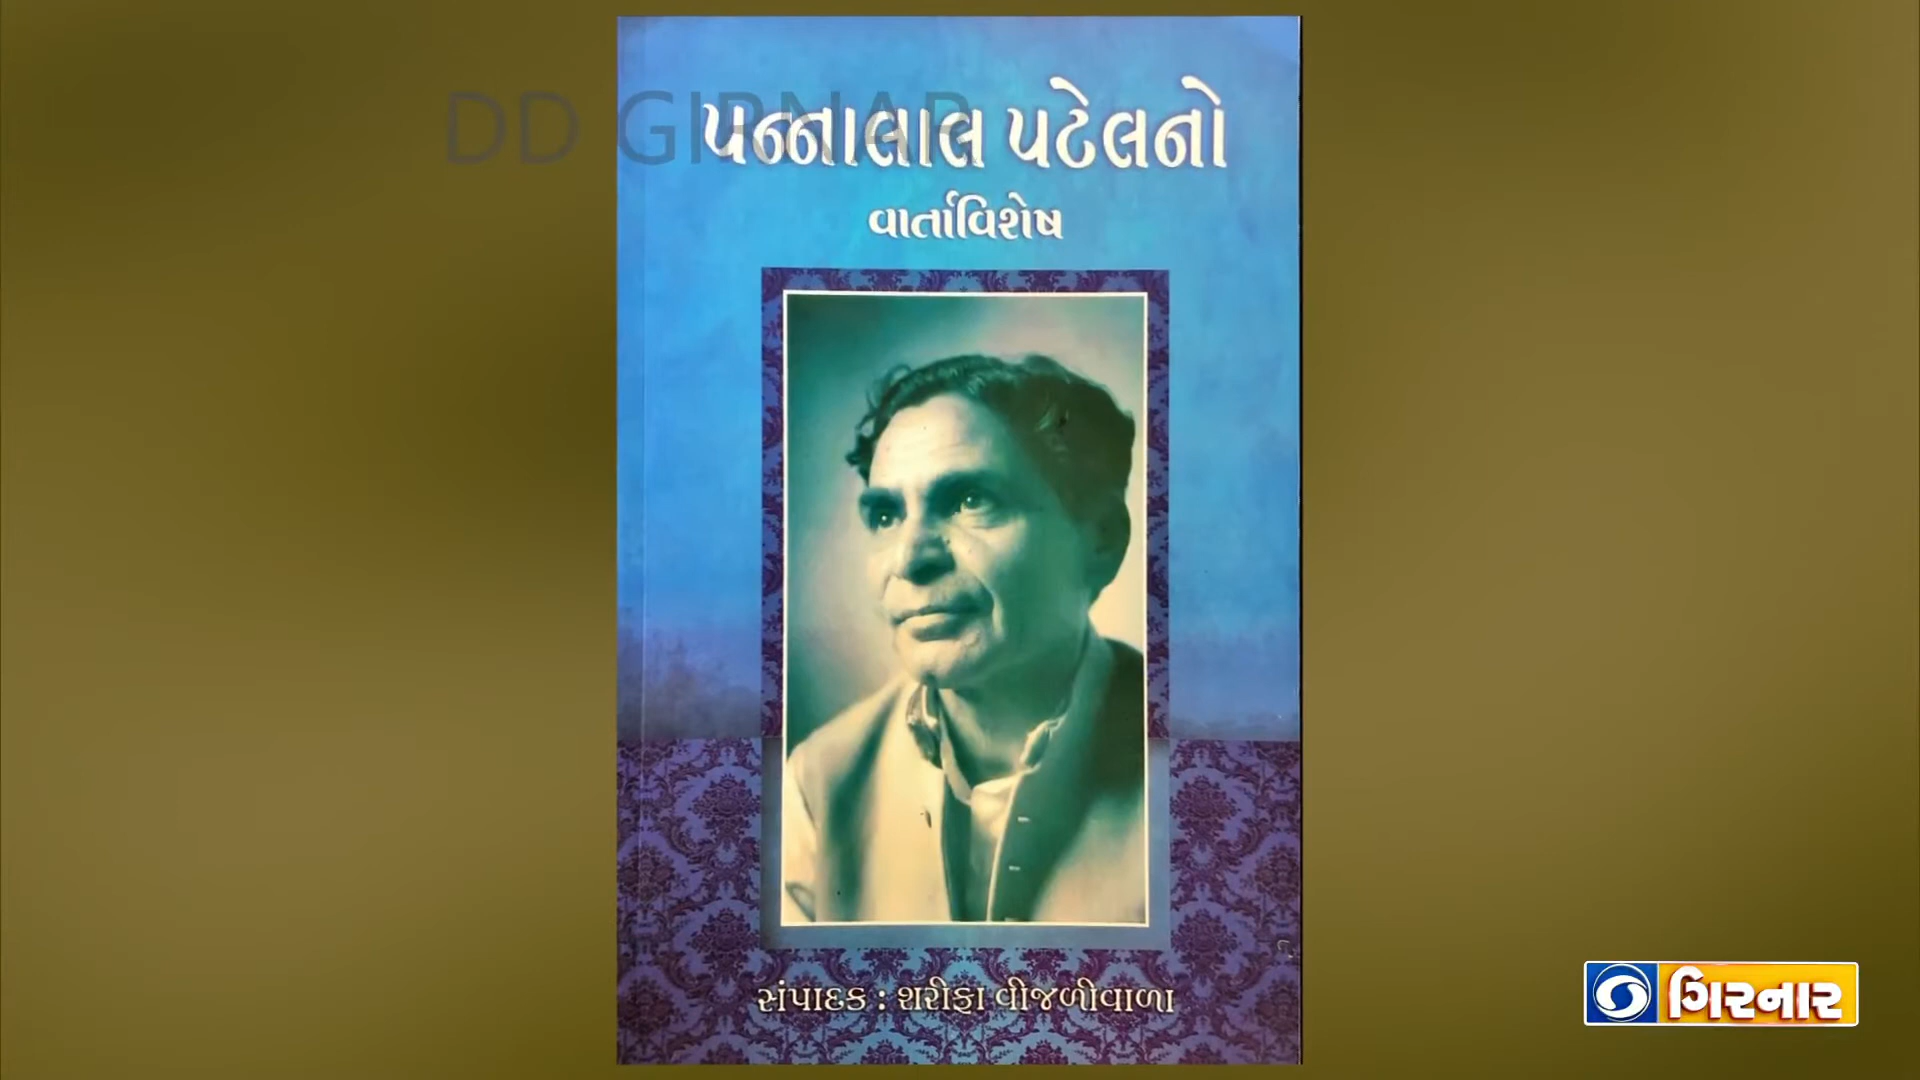 DD GIRNAR
પન્નાલાલ પટેલનો
વાર્તાવિશેષ
સંપાદક : શરીફા વીજળીવાળા
ગિરનાર